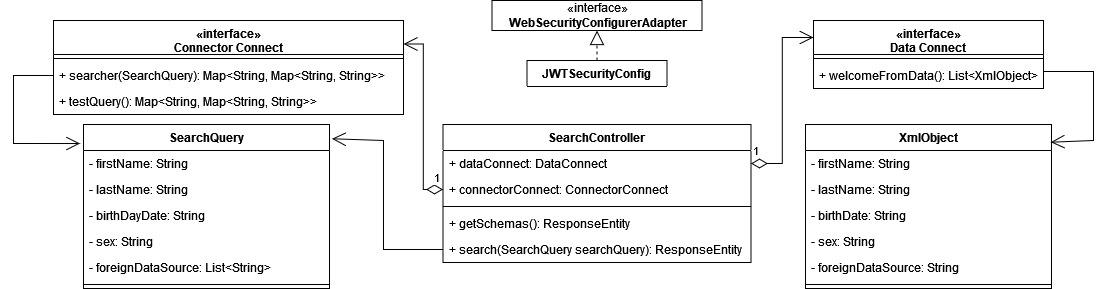 «interface»
WebSecurityConfigurerAdapter
JWTSecurityConfig
«interface»
Connector Connect
+ searcher(SearchQuery): Map<String, Map<String, String>>
+ testQuery(): Map<String, Map<String, String>>
«interface»
Data Connect
+ welcomeFromData(): List<XmlObject>
SearchQuery
- firstName: String
- lastName: String
- birthDayDate: String
- sex: String
- foreignDataSource: List<String>
1
SearchController
+ dataConnect: DataConnect
+ connectorConnect: ConnectorConnect
+ getSchemas(): ResponseEntity
+ search(SearchQuery searchQuery): ResponseEntity
1
XmlObject
- firstName: String
- lastName: String
- birthDate: String
- sex: String
- foreignDataSource: String